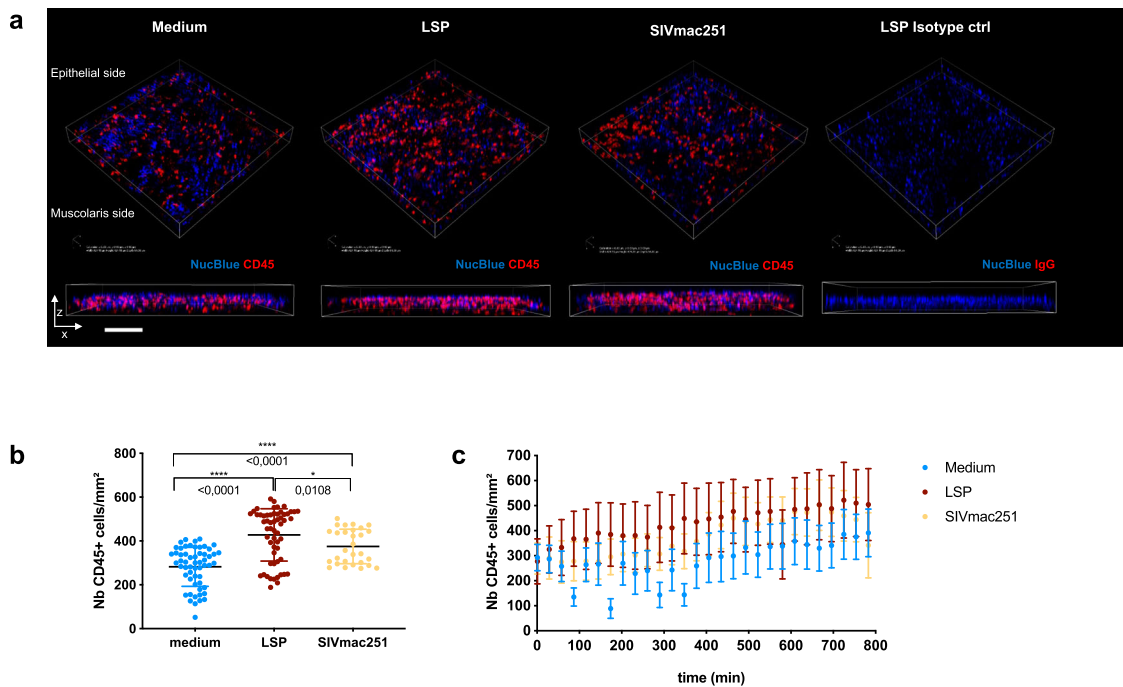 a
Medium LSP SIVmac251 LSP Isotype ctrl
Epithelial side
Muscolaris side
NucBlue CD45 NucBlue CD45 NucBlue CD45 NucBlue IgG
z
x
b
Nb CD45+ cells/mm²
800
600
400
200
0
****
<0,0001
**** *
<0,0001 0,0108
medium LSP SIVmac251
c
Nb CD45+ cells/mm²
700
600
500
400
300
200
100
0
0 100 200 300 400 500 600 700 800
time (min)
Medium
LSP
SIVmac251